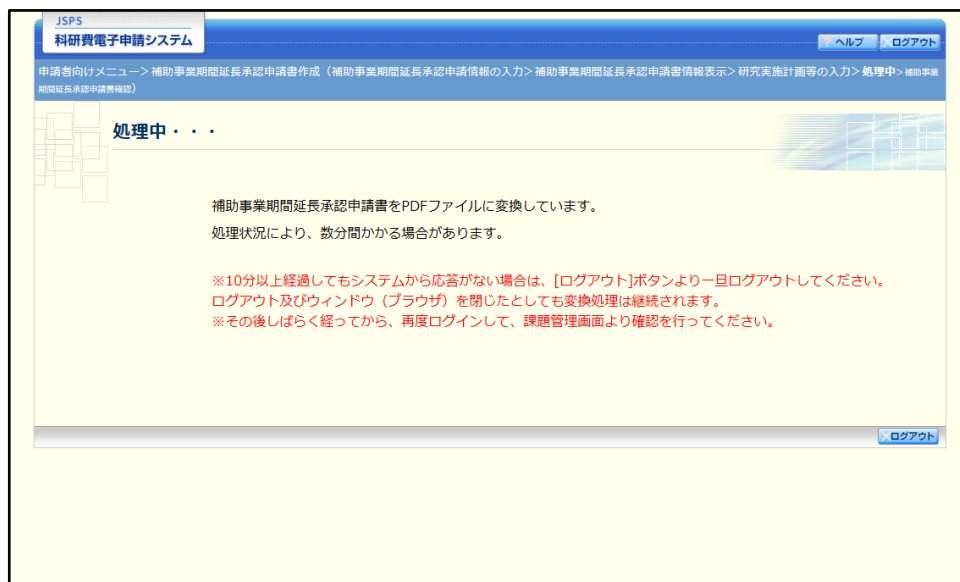 JSPS
科研費電子申請システム
ヘルプ
ログアウト
申請者向けメニュー＞補助事業期間延長承認申請書作成（補助事業期間延長承認申請情報の入力＞補助事業期間延長承認申請書情報表示＞研究実施計画等の入力＞処理中＞補助事業
期間延長承認申請書確認）
処理中・・・
補助事業期間延長承認申請書をPDFファイルに変換しています。
処理状況により、数分間かかる場合があります。
※10分以上経過してもシステムから応答がない場合は、[ログアウト]ボタンより一旦ログアウトしてください。
ログアウト及びウィンドウ（ブラウザ）を閉じたとしても変換処理は継続されます。
※その後しばらく経ってから、再度ログインして、課題管理画面より確認を行ってください。
ログアウト